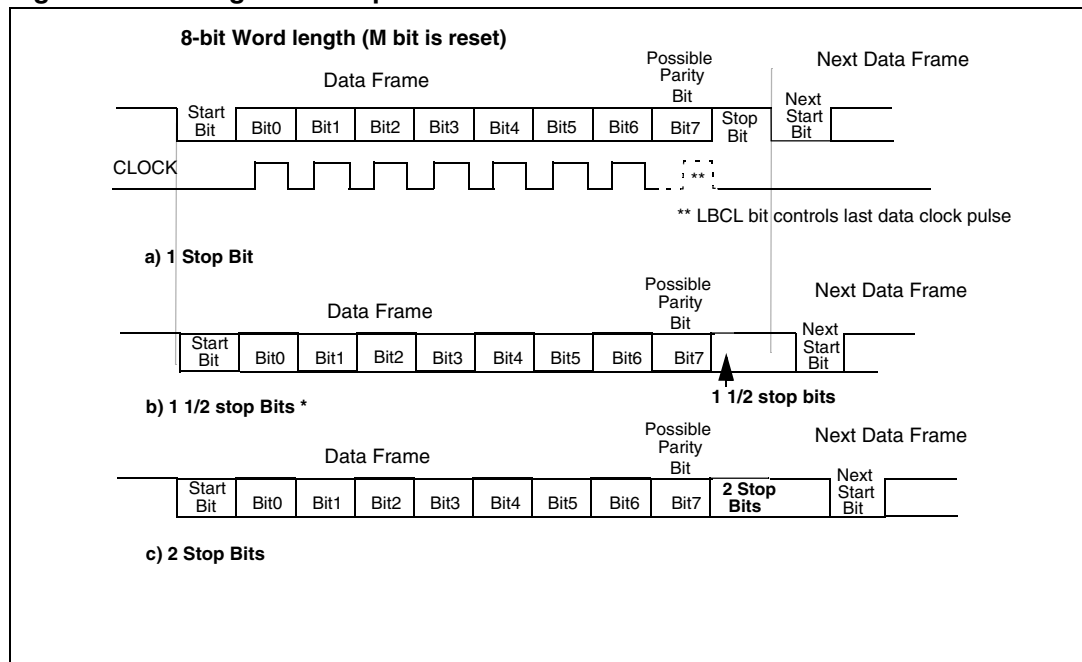 8-bit Word length (M bit is reset)
Possible
Parity
Bit
Next Data Frame
Data Frame
Start
Bit
Bit0
Bit1
Bit2
Bit3
Bit4
Bit5
Bit6
Bit7
Stop
Bit
Next
Start
Bit
CLOCK
**
** LBCL bit controls last data clock pulse
a) 1 Stop Bit
Possible
Parity
Bit
Next Data Frame
Data Frame
Start
Bit
Bit0
Bit1
Bit2
Bit3
Bit4
Bit5
Bit6
Bit7
Next
Start
Bit
1 1/2 stop bits
b) 1 1/2 stop Bits *
Possible
Parity
Bit
Next Data Frame
Data Frame
Start
Bit
Bit0
Bit1
Bit2
Bit3
Bit4
Bit5
Bit6
Bit7
2 Stop
Bits
Next
Start
Bit
c) 2 Stop Bits